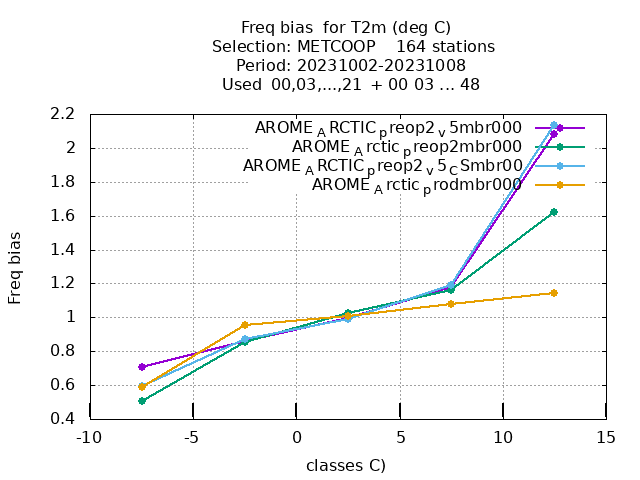 Freq bias for T2m (deg C)
Selection: METCOOP 164 stations
Period: 20231002-20231008
Used 00,03,...,21 + 00 03 ... 48
AROME_ARCTIC_preop2_v5mbr000
AROME_Arctic_preop2mbr000
AROME_ARCTIC_preop2_v5_CSmbr00
AROME_Arctic_prodmbr000
2.2
2
1.8
1.6
1.4
1.2
1
0.8
0.6
0.4
Freq bias
-10 -5 0 5 10 15
classes C)